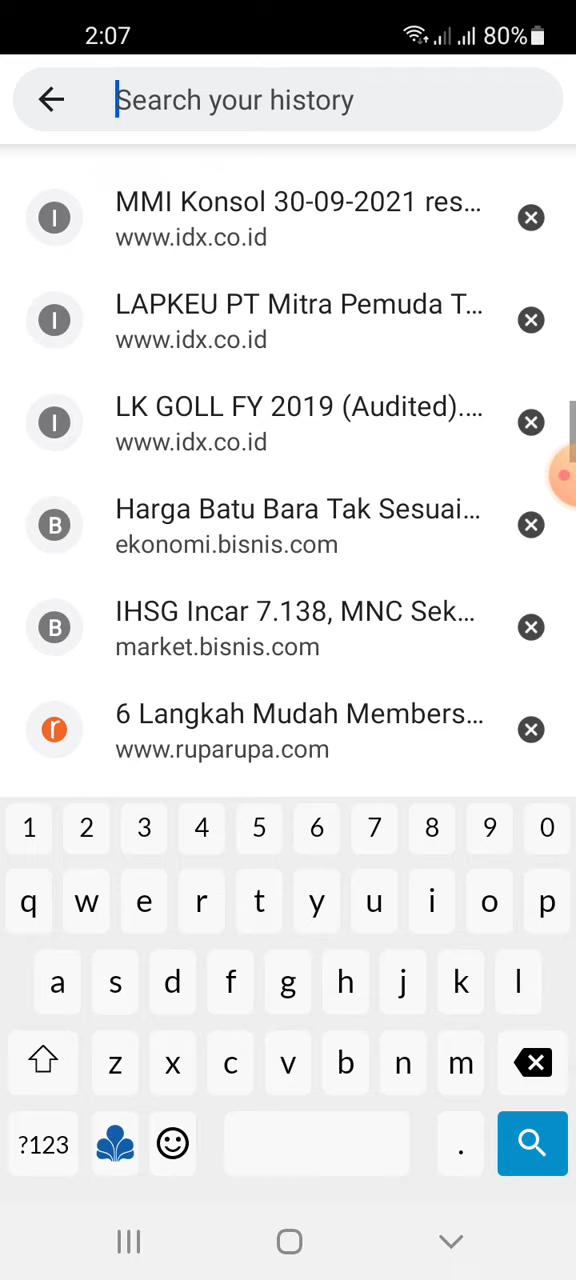 2:07 80%
Search your history
I MMI Konsol 30-09-2021 res...
www.idx.co.id
I LAPKEU PT Mitra Pemuda T...
www.idx.co.id
I LK GOLL FY 2019 (Audited)....
www.idx.co.id
B Harga Batu Bara Tak Sesuai...
ekonomi.bisnis.com
B IHSG Incar 7.138, MNC Sek...
market.bisnis.com
r 6 Langkah Mudah Members...
www.ruparupa.com
1 2 3 4 5 6 7 8 9 0
q w e r t y u i o p
a s d f g h j k l
z x c v b n m
?123 .